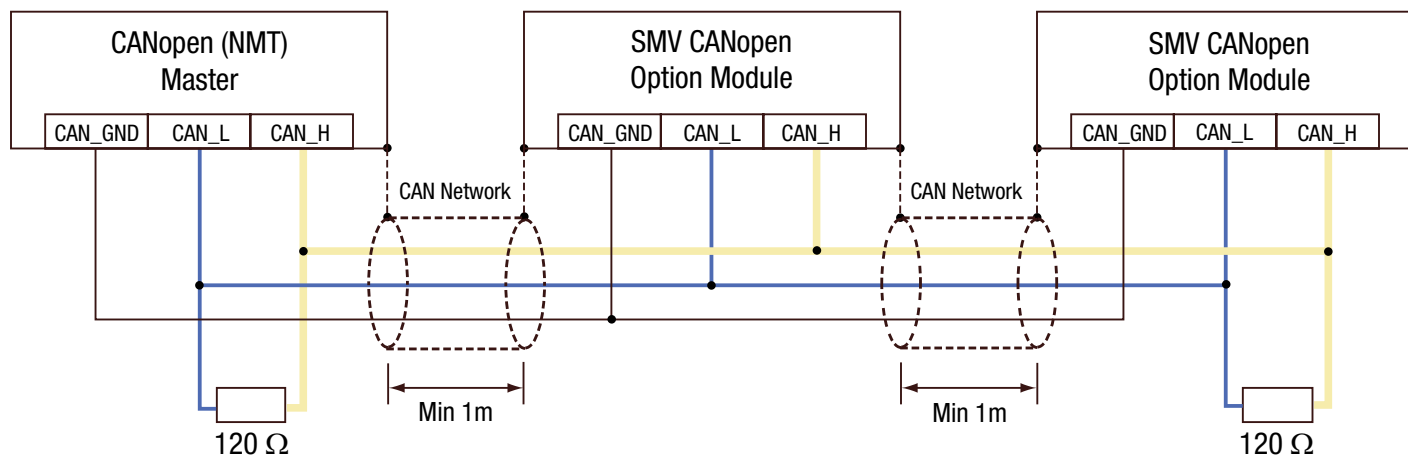 CANopen (NMT)
Master
SMV CANopen
Option Module
SMV CANopen
Option Module
CAN_GND CAN_L CAN_H
CAN_GND CAN_L CAN_H
CAN_GND CAN_L CAN_H
CAN Network
CAN Network
Min 1m
Min 1m
120 Ω
120 Ω